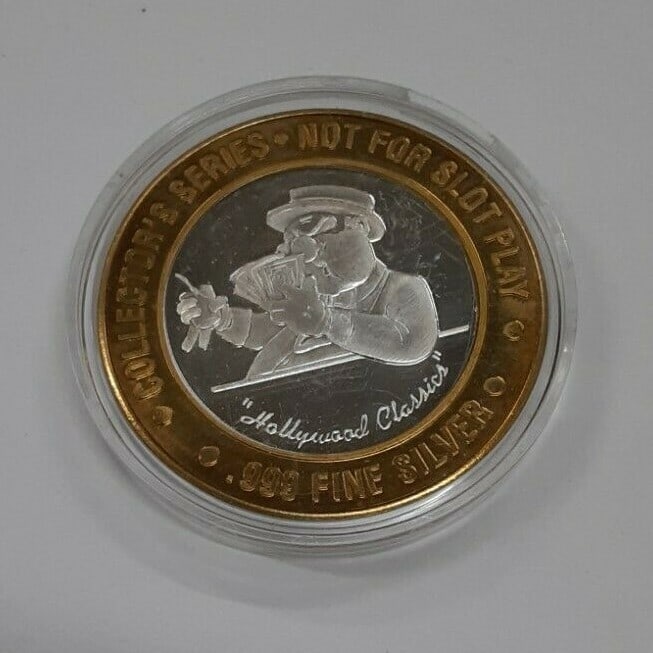 COLLECTOR'S SERIES • NOT FOR SLOT PLAY
"Hollywood Classics"
.999 FINE SILVER